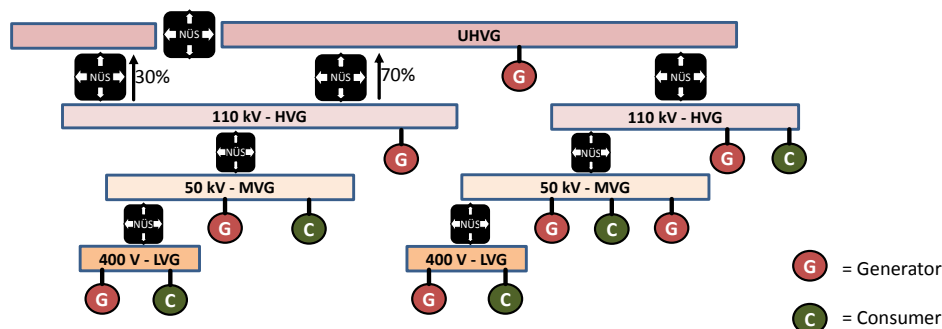 NÜS
UHVG
G
NÜS
30%
NÜS
70%
NÜS
110 kV - HVG
110 kV - HVG
G
G
C
NÜS
NÜS
50 kV - MVG
50 kV - MVG
G
C
G
C
G
NÜS
NÜS
400 V - LVG
400 V - LVG
G
C
G
C
G = Generator
C = Consumer